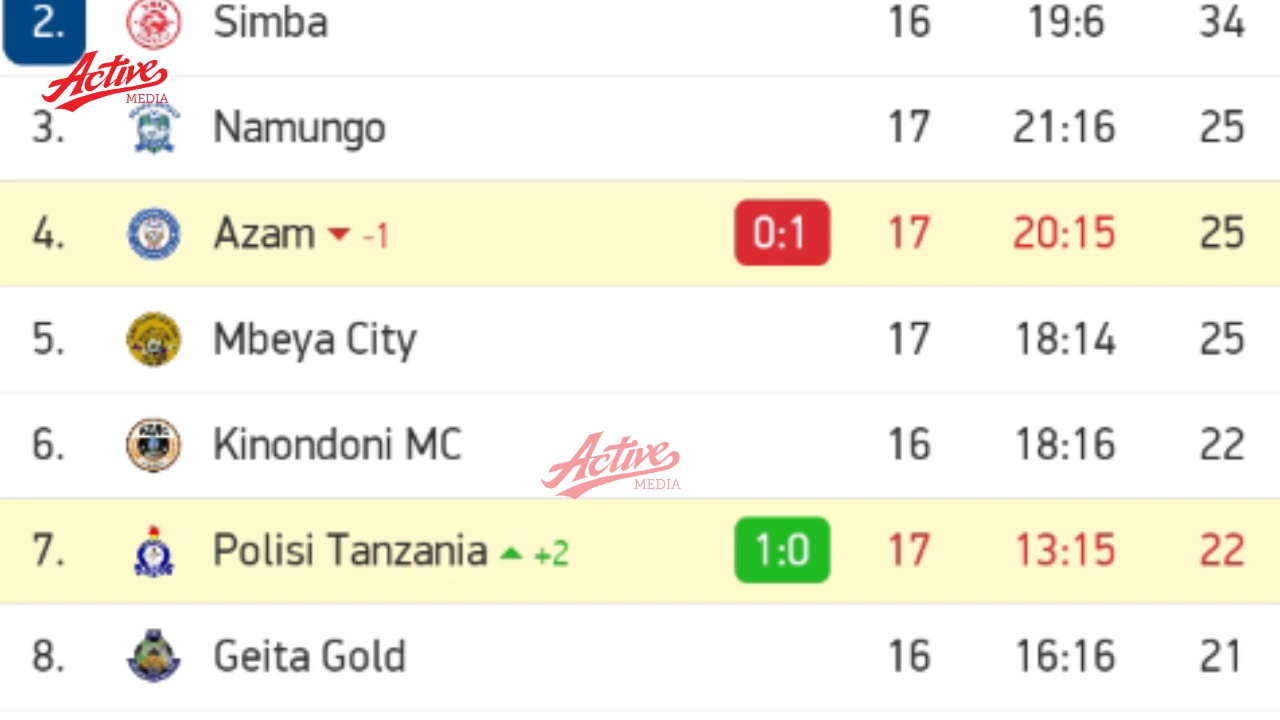 2. Simba 16 19:6 34
Active
MEDIA
3. Namungo 17 21:16 25
4. Azam -1 0:1 17 20:15 25
5. Mbeya City 17 18:14 25
6. Kinondoni MC 16 18:16 22
Active
MEDIA
7. Polisi Tanzania +2 1:0 17 13:15 22
8. Geita Gold 16 16:16 21